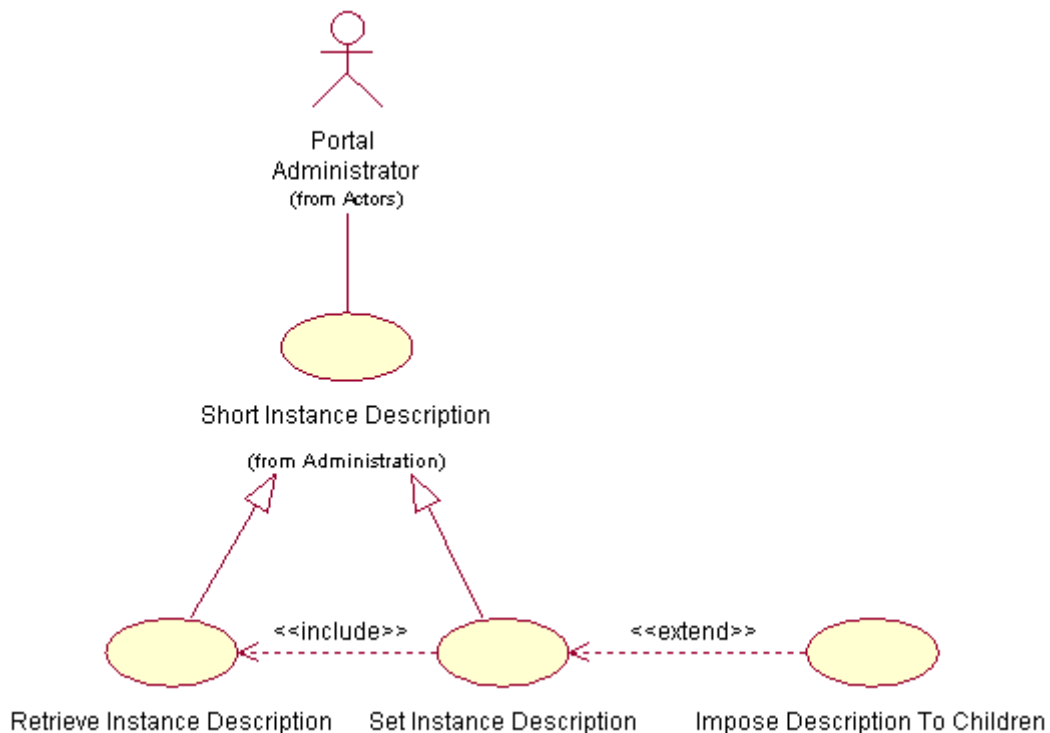 Portal
Administrator
(from Actors)
Short Instance Description
(from Administration)
<<include>>
<<extend>>
Retrieve Instance Description
Set Instance Description
Impose Description To Children